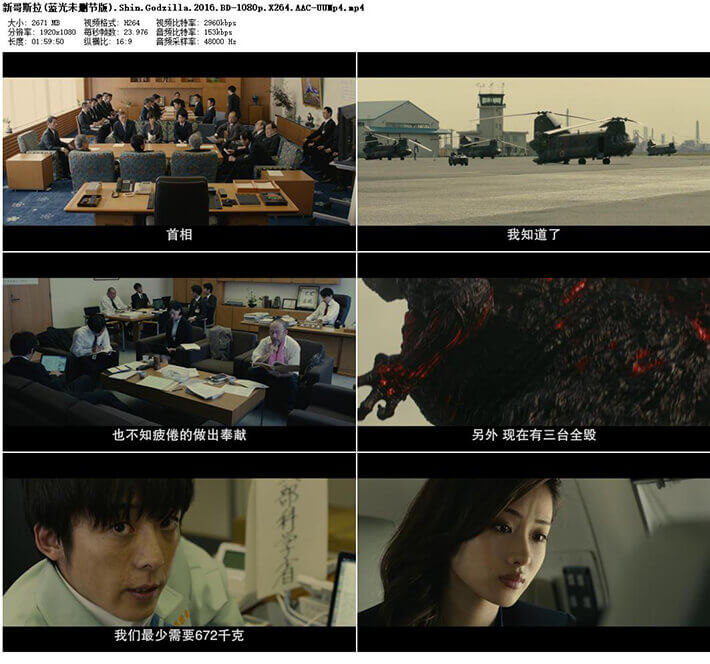 新哥斯拉(蓝光未删节版).Shin.Godzilla.2016.BD-1080p.X264.AAC-UUMp4.mp4
大小: 2671 MB 视频格式: H264 视频比特率: 2960kbps
分辨率: 1920x1080 每秒帧数: 23.976 音频比特率: 153kbps
长度: 01:59:50 纵横比: 16:9 音频采样率: 48000 Hz
首相
我知道了
也不知疲倦的做出奉献
另外 现在有三台全毁
部科学省
我们最少需要672千克